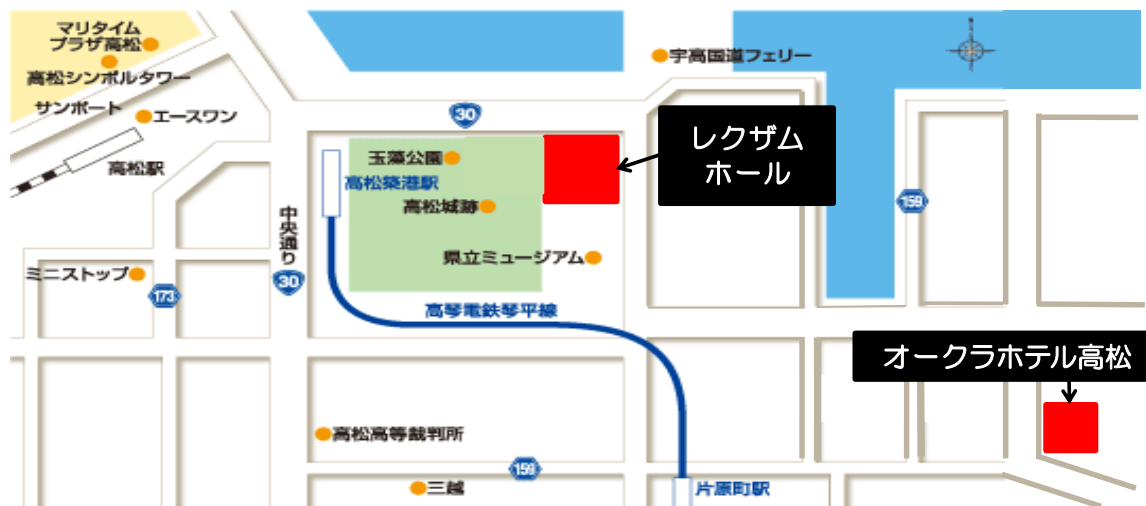 マリタイム
プラザ高松
高松シンボルタワー
サンポート
エースワン
高松駅
宇高国道フェリー
30
レクザム
ホール
玉藻公園
高松築港駅
高松城跡
159
中央通り
県立ミュージアム
ミニストップ
30
173
高琴電鉄琴平線
オークラホテル高松
高松高等裁判所
159
三越
片原町駅